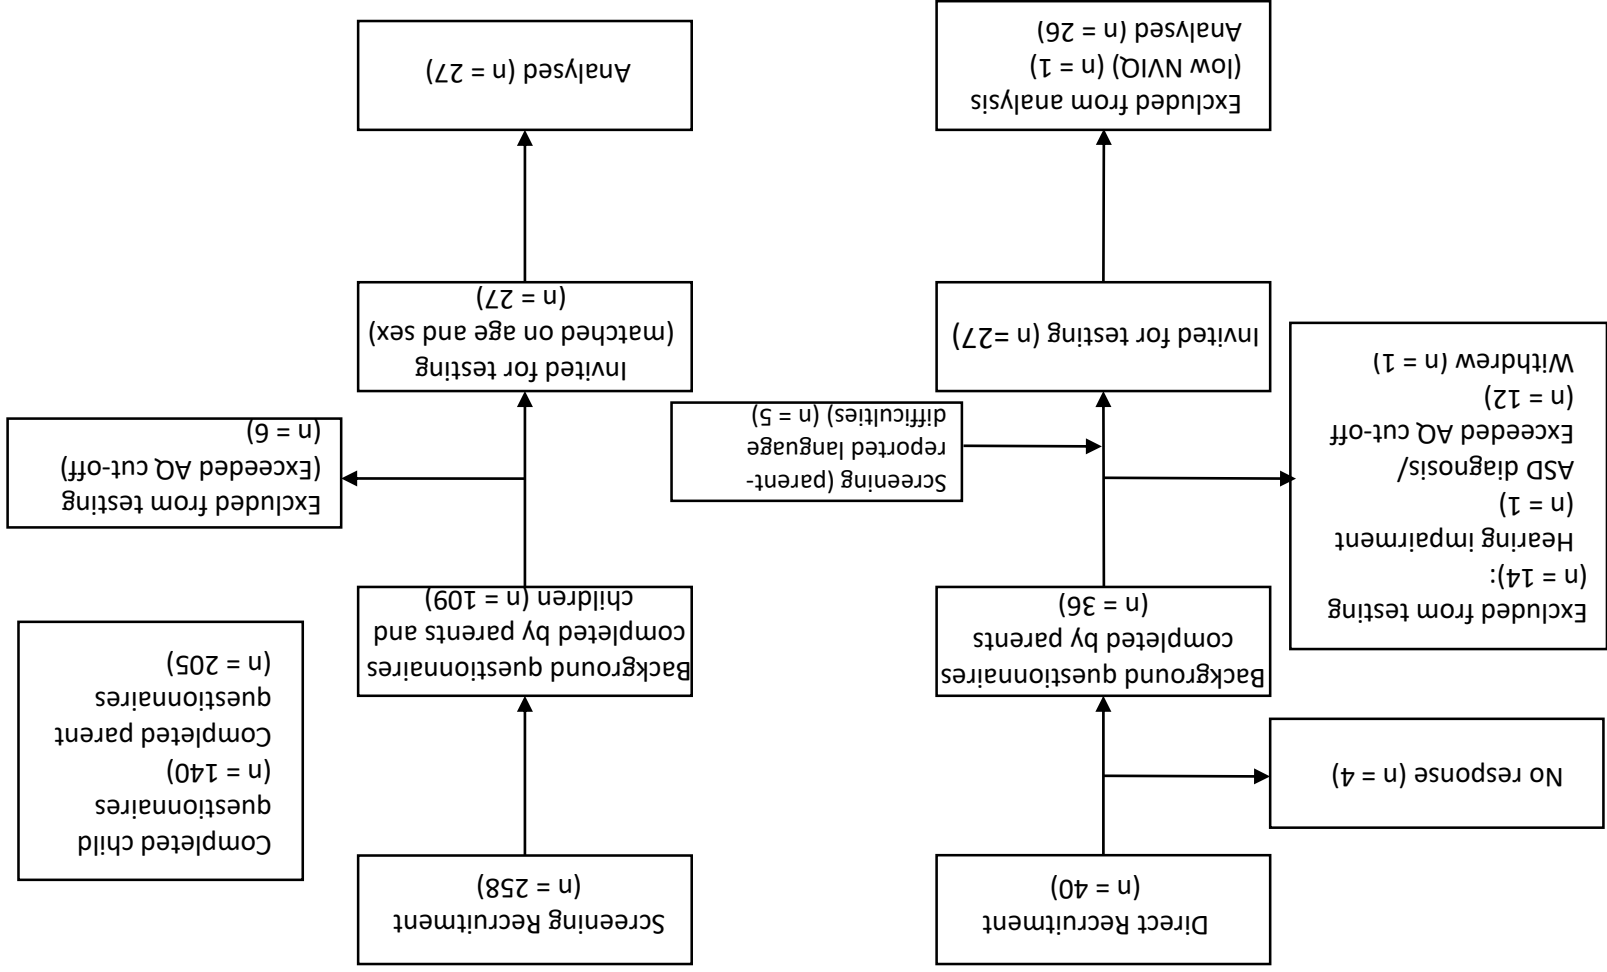 Direct Recruitment
(n = 40)
No response (n = 4)
Background questionnaires
completed by parents
(n = 36)
Excluded from testing
(n = 14):
Hearing impairment
(n = 1)
ASD diagnosis/
Exceeded AQ cut-off
(n = 12)
Withdrew (n = 1)
Screening (parent-
reported language
difficulties) (n = 5)
Invited for testing (n =27)
Excluded from analysis
(low NVIQ) (n = 1)
Analysed (n = 26)
Screening Recruitment
(n = 258)
Completed child
questionnaires
(n = 140)
Completed parent
questionnaires
(n = 205)
Background questionnaires
completed by parents and
children (n = 109)
Excluded from testing
(Exceeded AQ cut-off)
(n = 6)
Invited for testing
(matched on age and sex)
(n = 27)
Analysed (n = 27)